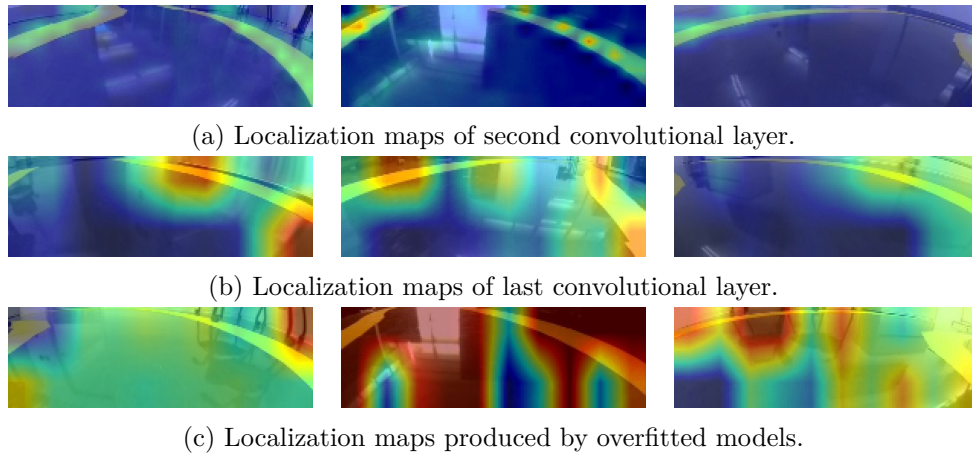 (a) Localization maps of second convolutional layer.
(b) Localization maps of last convolutional layer.
(c) Localization maps produced by overfitted models.